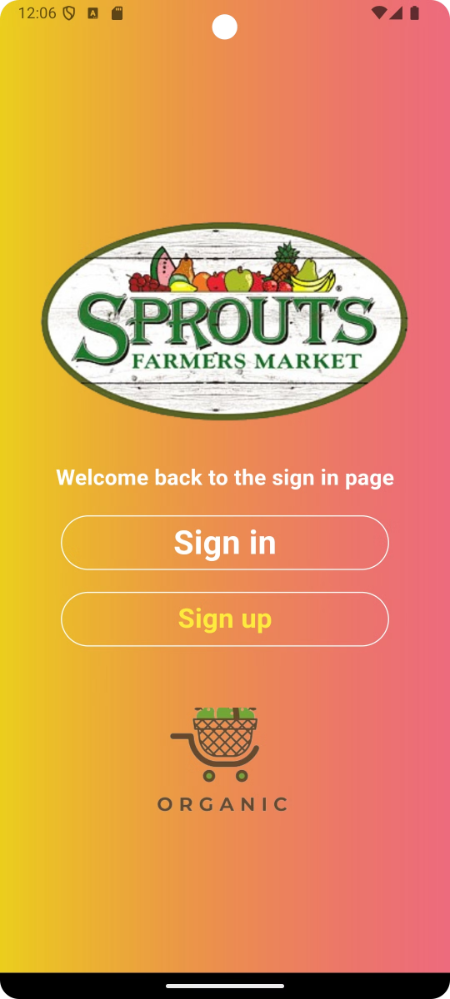 12:06
SPROUTS
FARMERS MARKET
Welcome back to the sign in page
Sign in
Sign up
ORGANIC